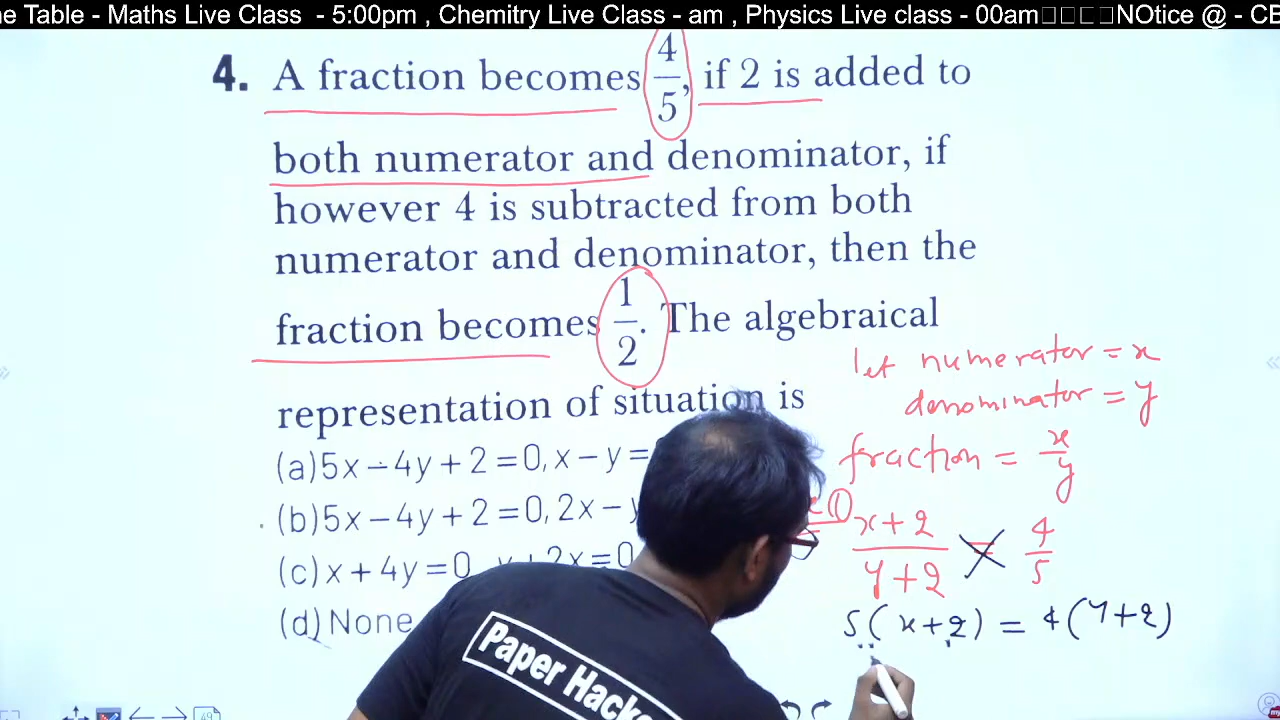 e Table - Maths Live Class - 5:00pm , Chemitry Live Class - am , Physics Live class - 00am□□□□NOtice @ - CE
4. A fraction becomes 4/5, if 2 is added to
both numerator and denominator, if
however 4 is subtracted from both
numerator and denominator, then the
fraction becomes 1/2. The algebraical
representation of situation is
(a) 5x-4y+2=0, x-y=
(b) 5x-4y+2=0, 2x-y
(c) x+4y=0, y+2x=0
(d) None
let numerator = x
denominator = y
fraction = x/y
①
x+2/y+2 = 4/5
5(x+2) = 4(y+2)
Paper Hacke